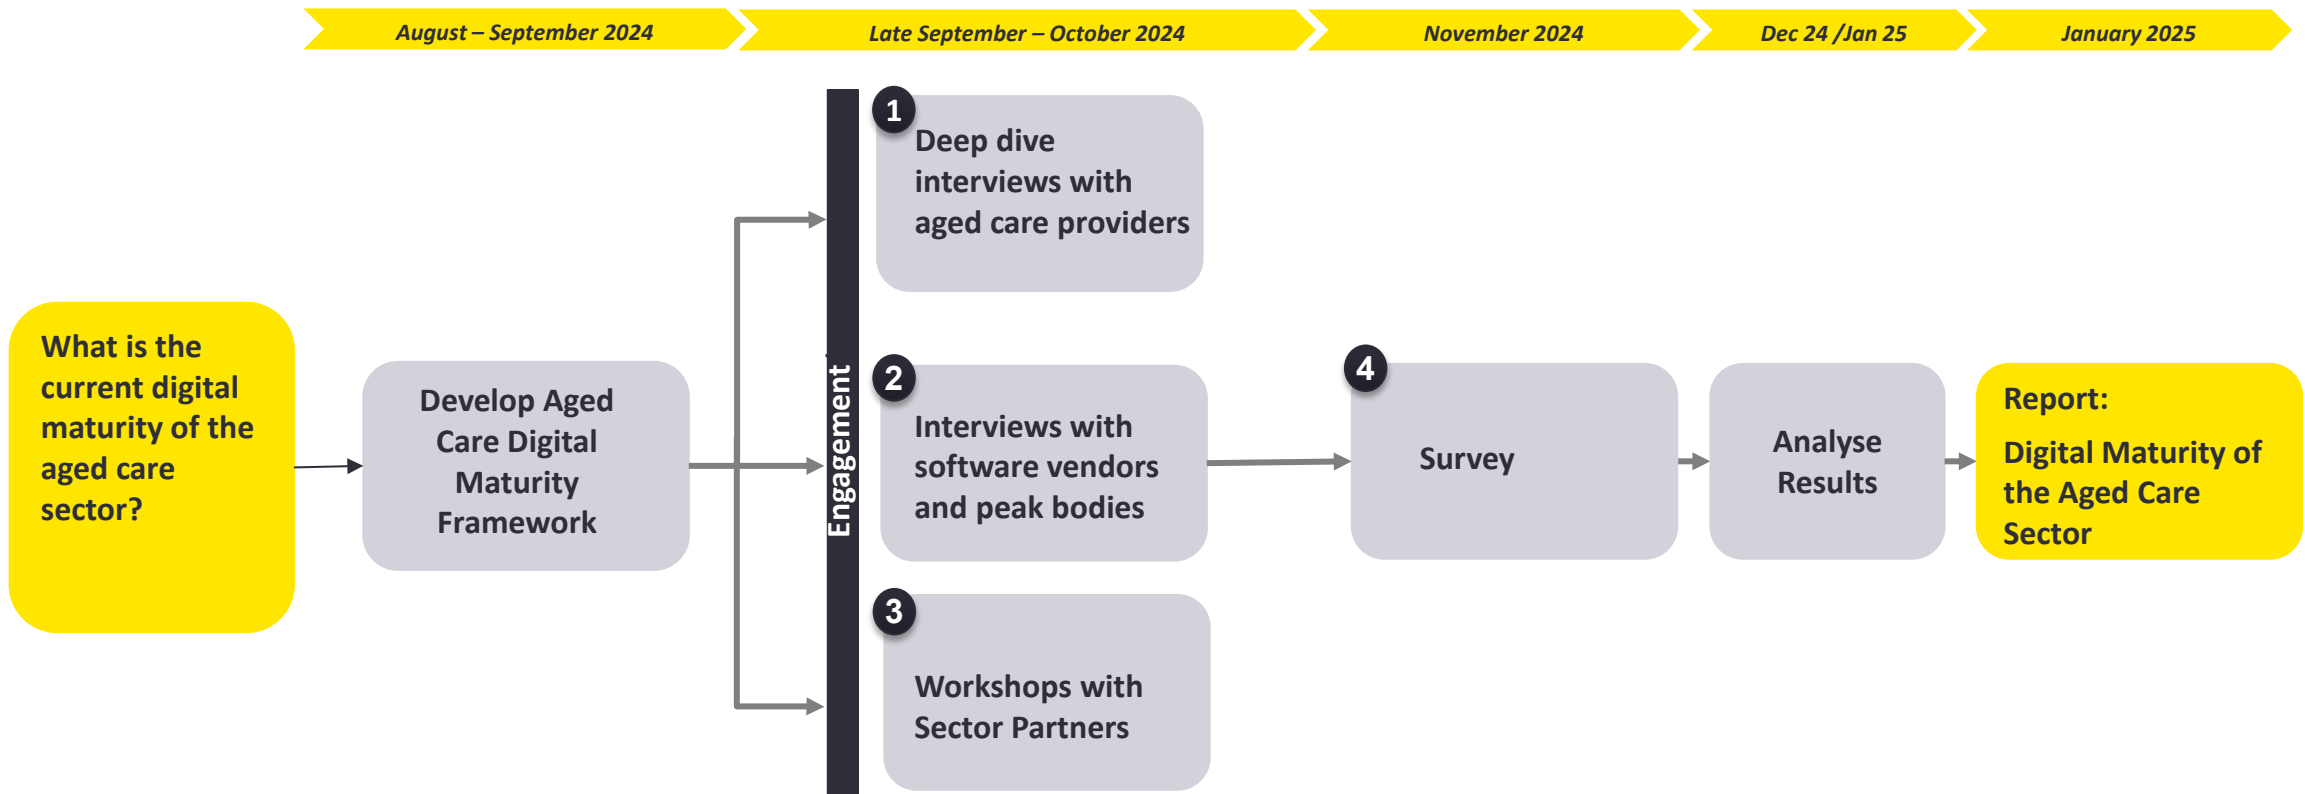 August – September 2024
Late September – October 2024
November 2024
Dec 24 /Jan 25
January 2025
What is the
current digital
maturity of the
aged care
sector?
Develop Aged
Care Digital
Maturity
Framework
Engagement
1
Deep dive
interviews with
aged care providers
2
Interviews with
software vendors
and peak bodies
3
Workshops with
Sector Partners
4
Survey
Analyse
Results
Report:
Digital Maturity of
the Aged Care
Sector